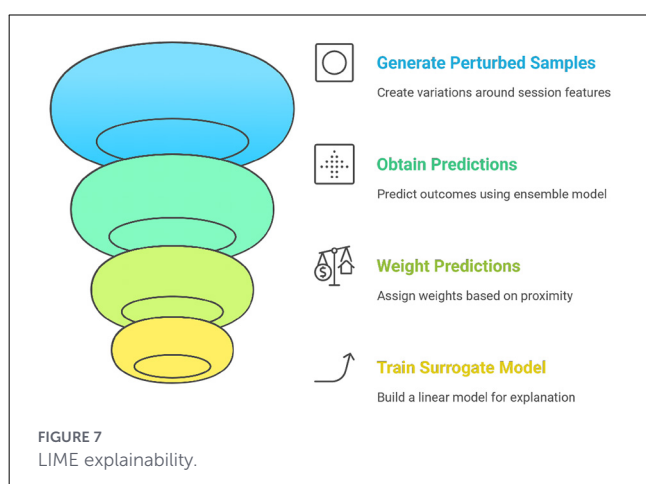 Generate Perturbed Samples
Create variations around session features
Obtain Predictions
Predict outcomes using ensemble model
$
Weight Predictions
Assign weights based on proximity
Train Surrogate Model
Build a linear model for explanation
FIGURE 7
LIME explainability.